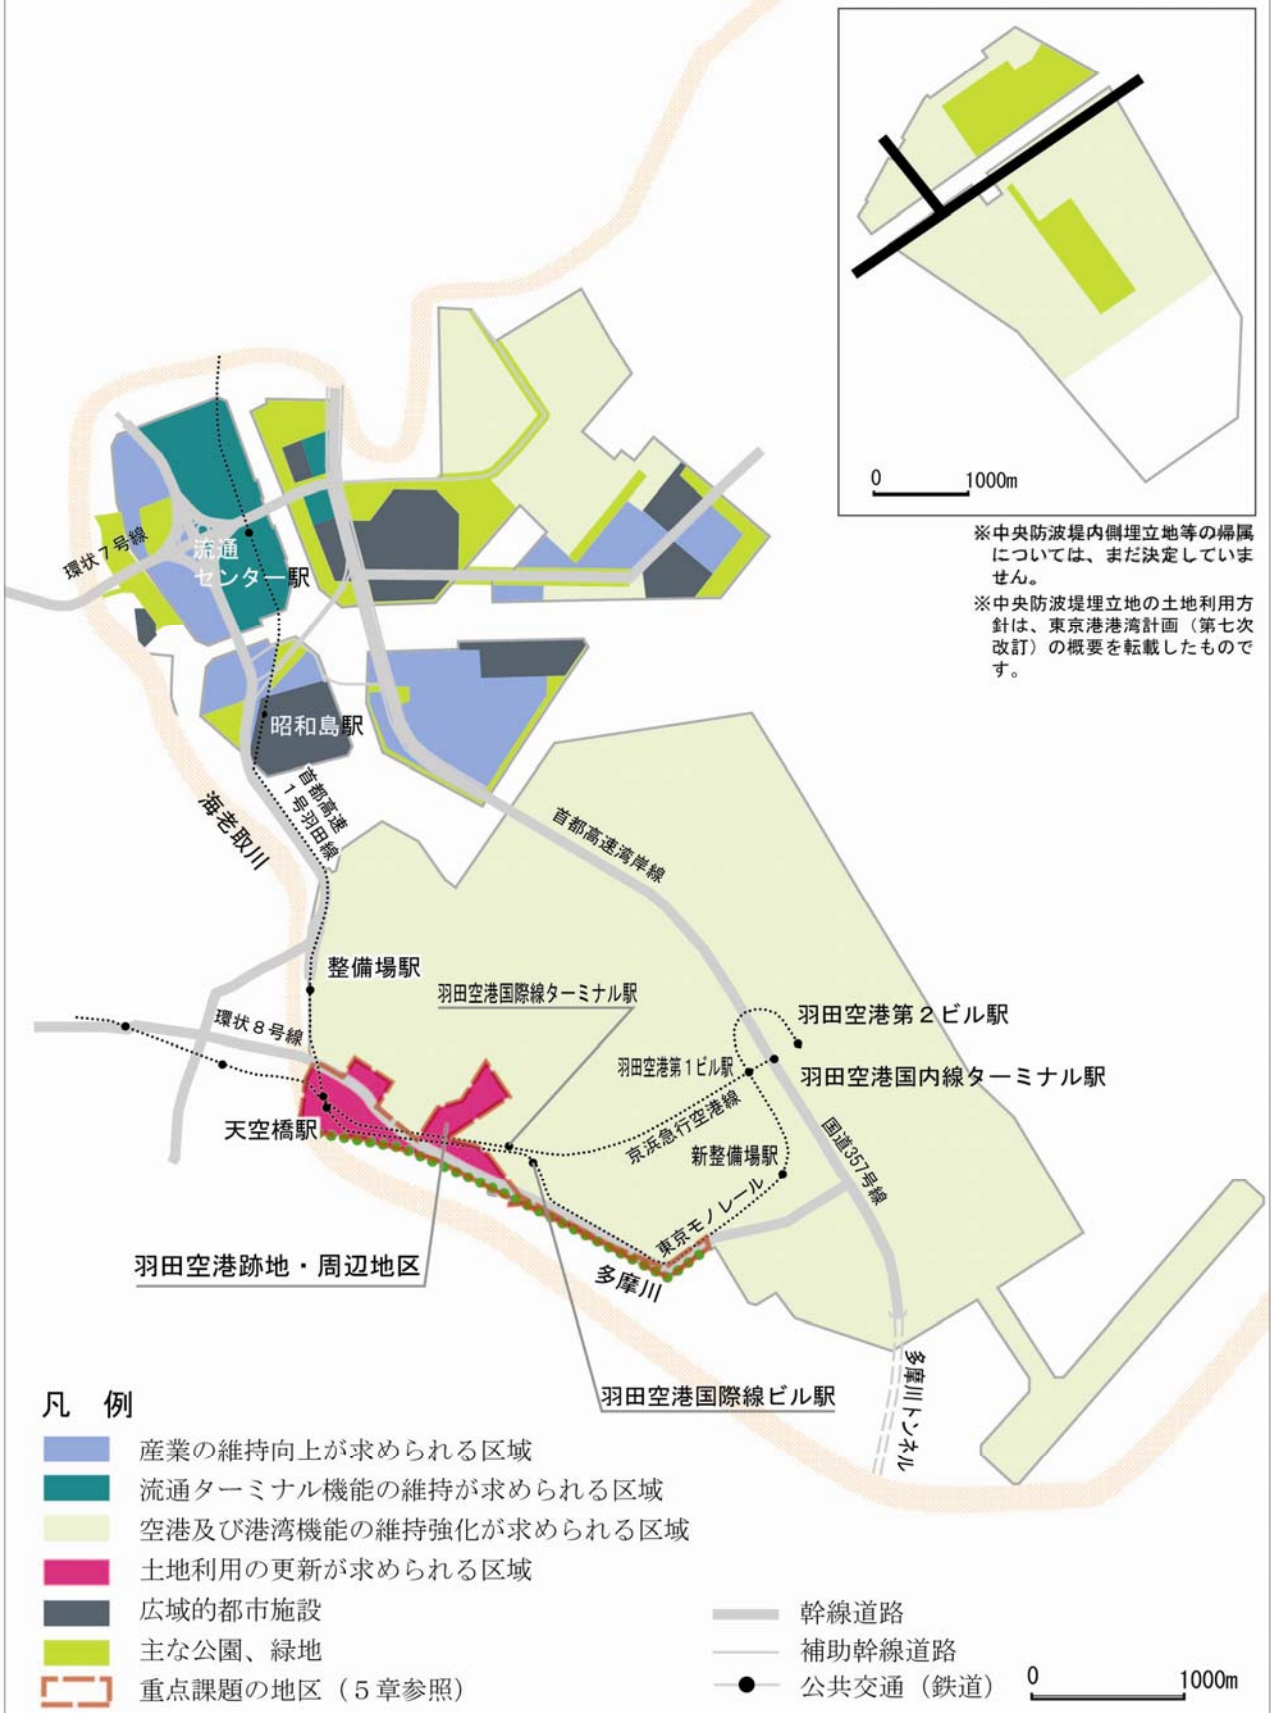 0 1000m
※中央防波堤内側埋立地等の帰属
については、まだ決定していま
せん。
※中央防波堤埋立地の土地利用方
針は、東京港港湾計画（第七次
改訂）の概要を転載したもので
す。
環状７号線
流通
センター駅
昭和島駅
首都高速
１号羽田線
海老取川
首都高速湾岸線
整備場駅
羽田空港国際線ターミナル駅
環状８号線
羽田空港第２ビル駅
羽田空港第１ビル駅
羽田空港国内線ターミナル駅
天空橋駅
京浜急行空港線
新整備場駅
国道357号線
東京モノレール
羽田空港跡地・周辺地区
多摩川
羽田空港国際線ビル駅
多摩川トンネル
凡 例
産業の維持向上が求められる区域
流通ターミナル機能の維持が求められる区域
空港及び港湾機能の維持強化が求められる区域
土地利用の更新が求められる区域
広域的都市施設
主な公園、緑地
重点課題の地区（５章参照）
幹線道路
補助幹線道路
公共交通（鉄道）
0 1000m